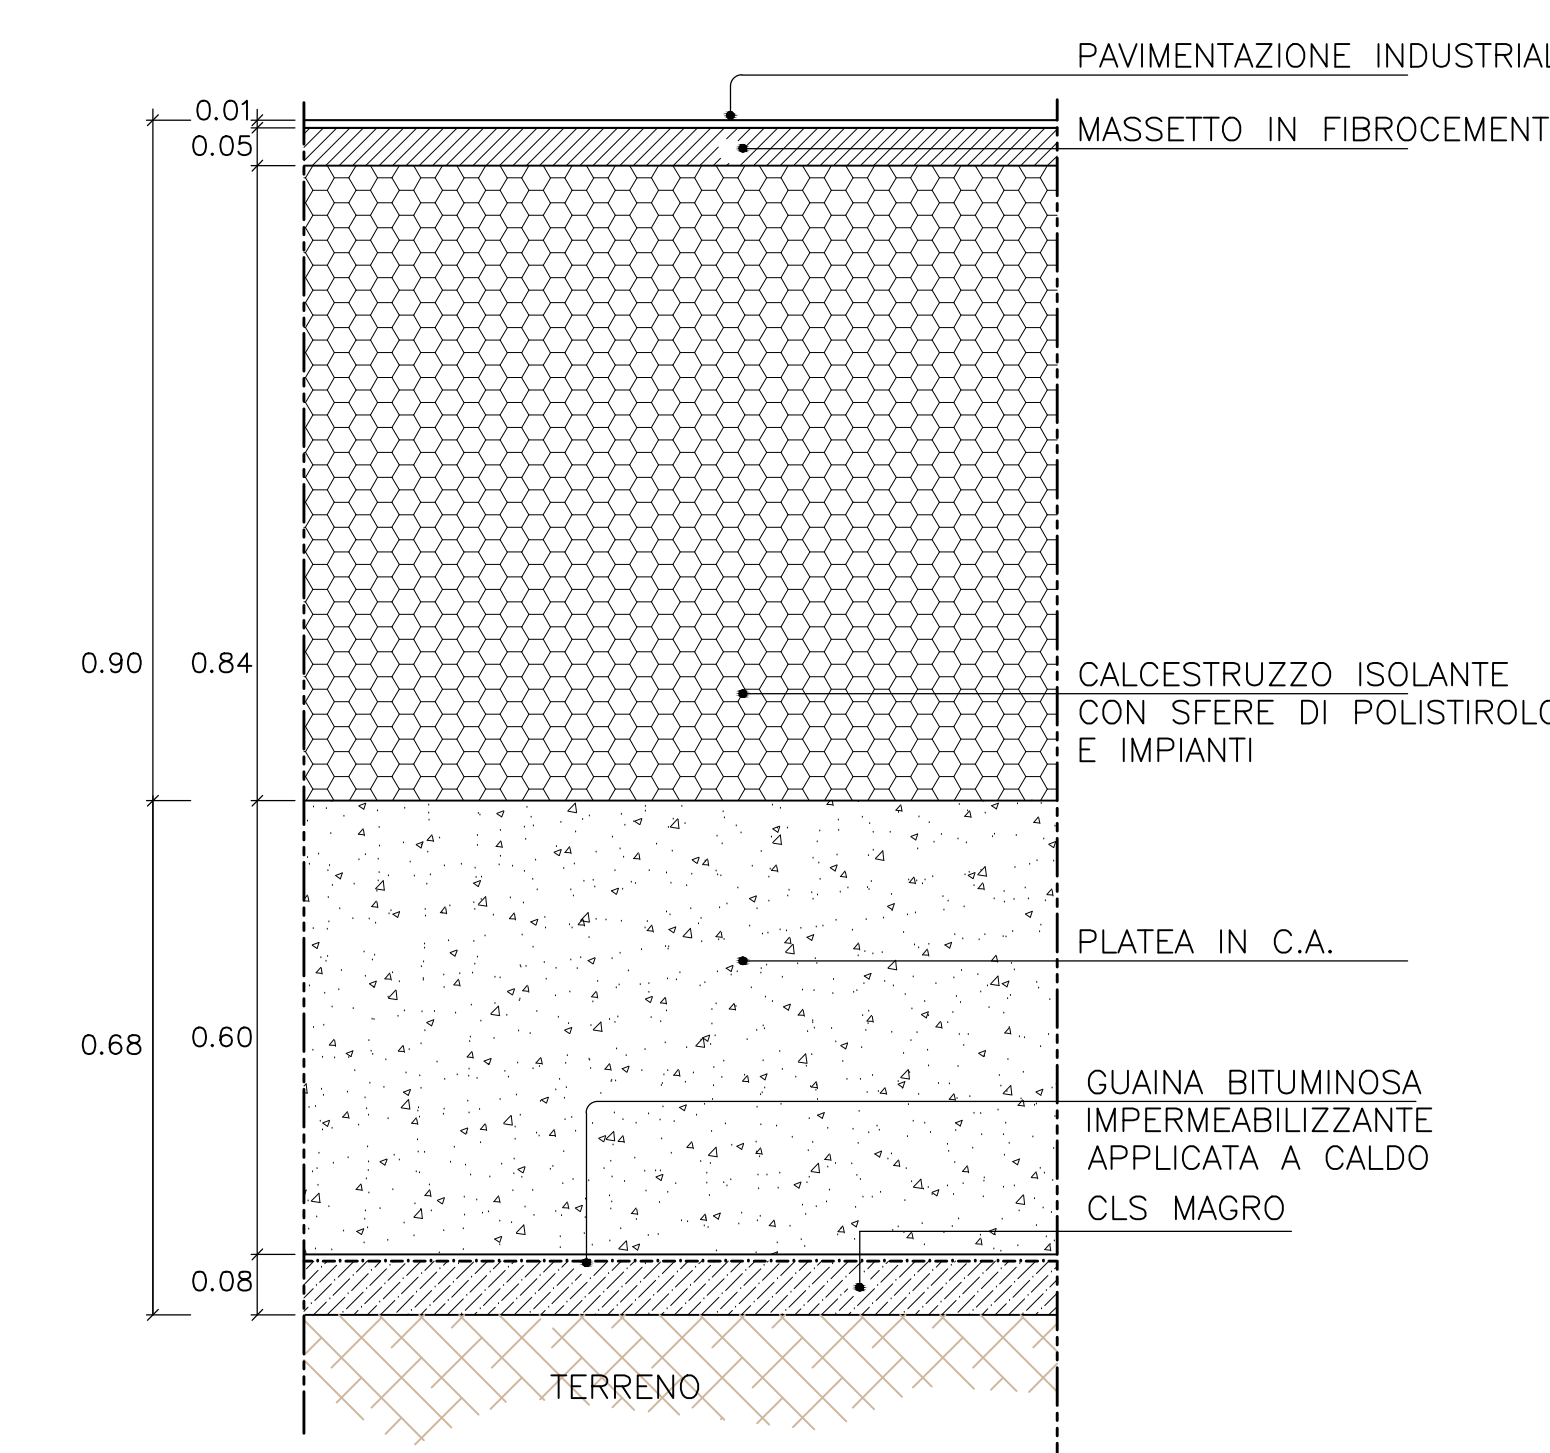 PAVIMENTAZIONE INDUSTRIAL
0.01
MASSETTO IN FIBROCEMENT
0.05
0.90
0.84
CALCESTRUZZO ISOLANTE
CON SFERE DI POLISTIROLO
E IMPIANTI
PLATEA IN C.A.
0.68
0.60
GUAINA BITUMINOSA
IMPERMEABILIZZANTE
APPLICATA A CALDO
CLS MAGRO
0.08
TERRENO